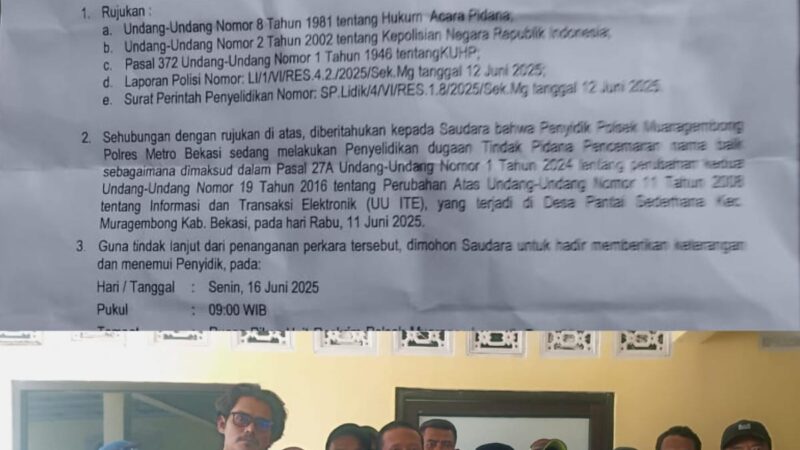 1. Rujukan :
a. Undang-Undang Nomor 8 Tahun 1981 tentang Hukum Acara Pidana;
b. Undang-Undang Nomor 2 Tahun 2002 tentang Kepolisian Negara Republik Indonesia;
c. Pasal 372 Undang-Undang Nomor 1 Tahun 1946 tentangKUHP;
d. Laporan Polisi Nomor: LI/1/VI/RES.4.2./2025/Sek.Mg tanggal 12 Juni 2025;
e. Surat Perintah Penyelidikan Nomor: SP.Lidik/4/VI/RES.1.8/2025/Sek.Mg tanggal 12 Juni 2025.
2. Sehubungan dengan rujukan di atas, diberitahukan kepada Saudara bahwa Penyidik Polsek Muaragembong
Polres Metro Bekasi sedang melakukan Penyelidikan dugaan Tindak Pidana Pencemaran nama baik
sebagaimana dimaksud dalam Pasal 27A Undang-Undang Nomor 1 Tahun 2024 tentang perubahan kedua
Undang-Undang Nomor 19 Tahun 2016 tentang Perubahan Atas Undang-Undang Nomor 11 Tahun 2008
tentang Informasi dan Transaksi Elektronik (UU ITE), yang terjadi di Desa Pantai Sederhana Kec.
Muragembong Kab. Bekasi, pada hari Rabu, 11 Juni 2025.
3. Guna tindak lanjut dari penanganan perkara tersebut, dimohon Saudara untuk hadir memberikan keterangan
dan menemui Penyidik, pada:
Hari / Tanggal : Senin, 16 Juni 2025
Pukul : 09:00 WIB